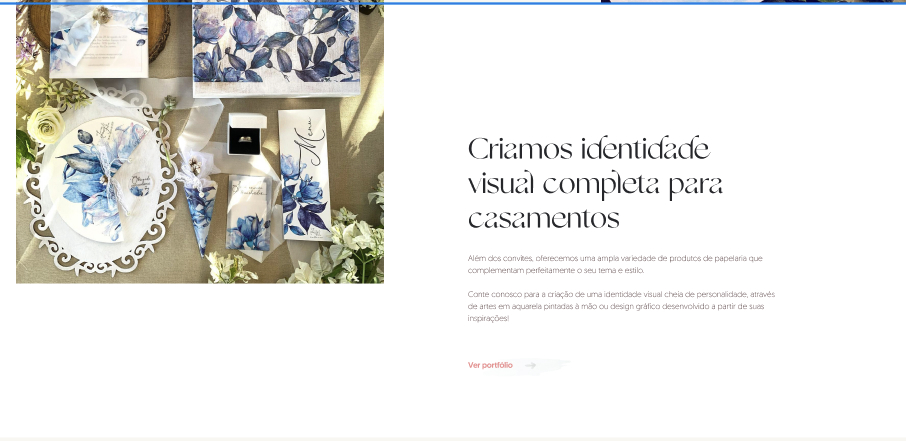 Menu
Criamos identidade
visual completa para
casamentos
Além dos convites, oferecemos uma ampla variedade de produtos de papelaria que
complementam perfeitamente o seu tema e estilo.
Conte conosco para a criação de uma identidade visual cheia de personalidade, através
de artes em aquarela pintadas à mão ou design gráfico desenvolvido a partir de suas
inspirações!
Ver portfólio